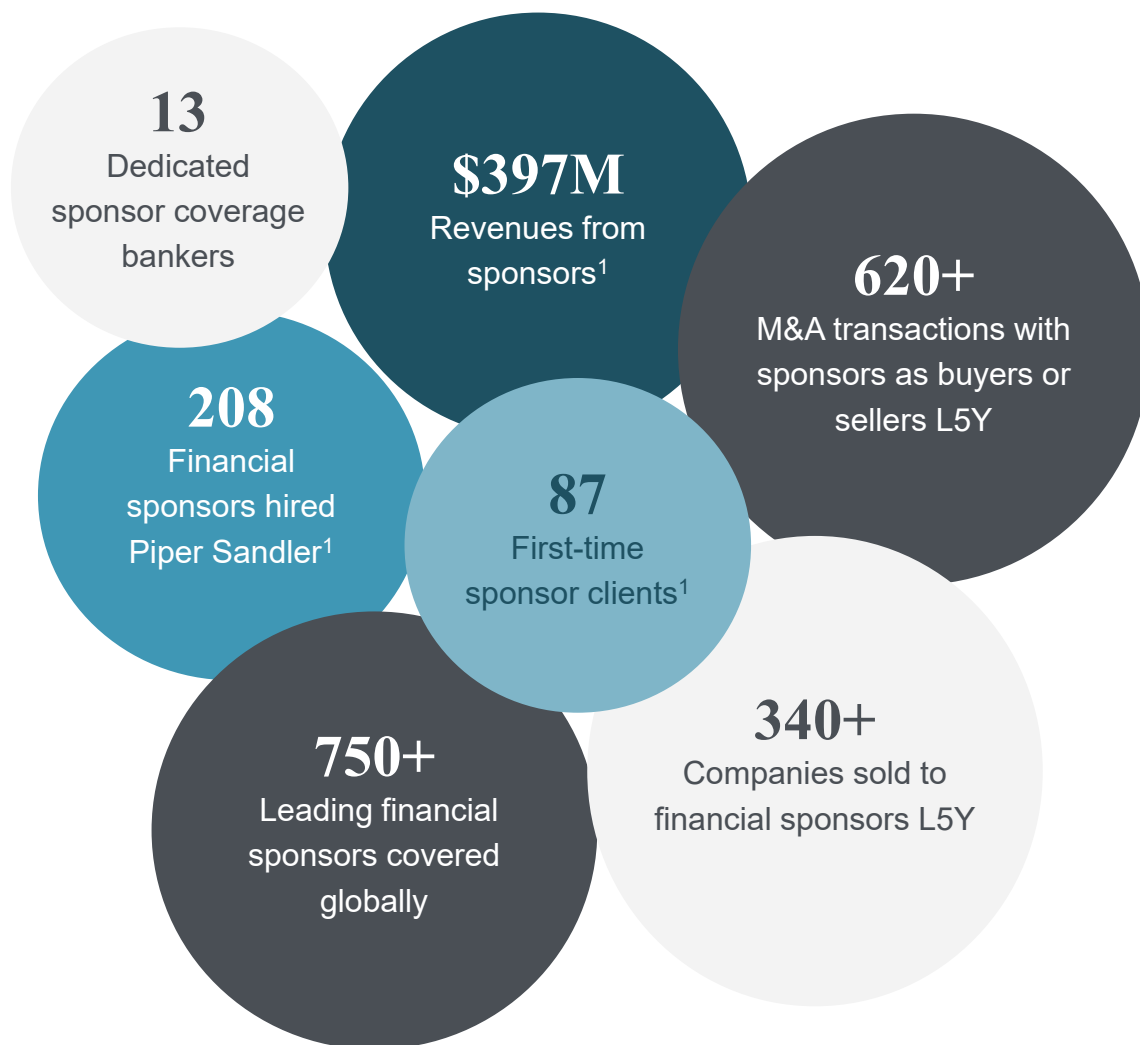 13
Dedicated
sponsor coverage
bankers
$397M
Revenues from
sponsors¹
620+
M&A transactions with
sponsors as buyers or
sellers L5Y
208
Financial
sponsors hired
Piper Sandler¹
87
First-time
sponsor clients¹
340+
Companies sold to
financial sponsors L5Y
750+
Leading financial
sponsors covered
globally